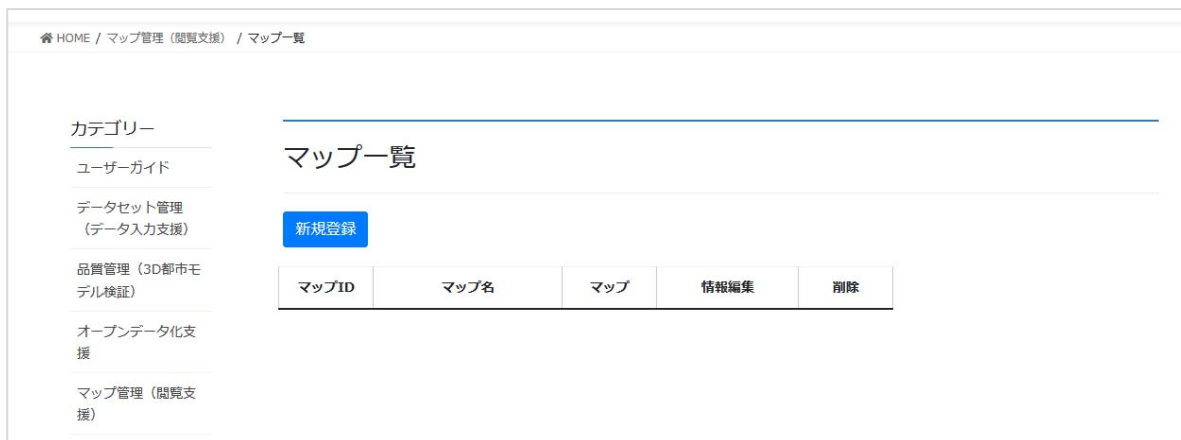 HOME / マップ管理（閲覧支援） / マップ一覧
カテゴリー
ユーザーガイド
データセット管理
（データ入力支援）
品質管理（3D都市モ
デル検証）
オープンデータ化支
援
マップ管理（閲覧支
援）
マップ一覧
新規登録
マップID マップ名 マップ 情報編集 削除